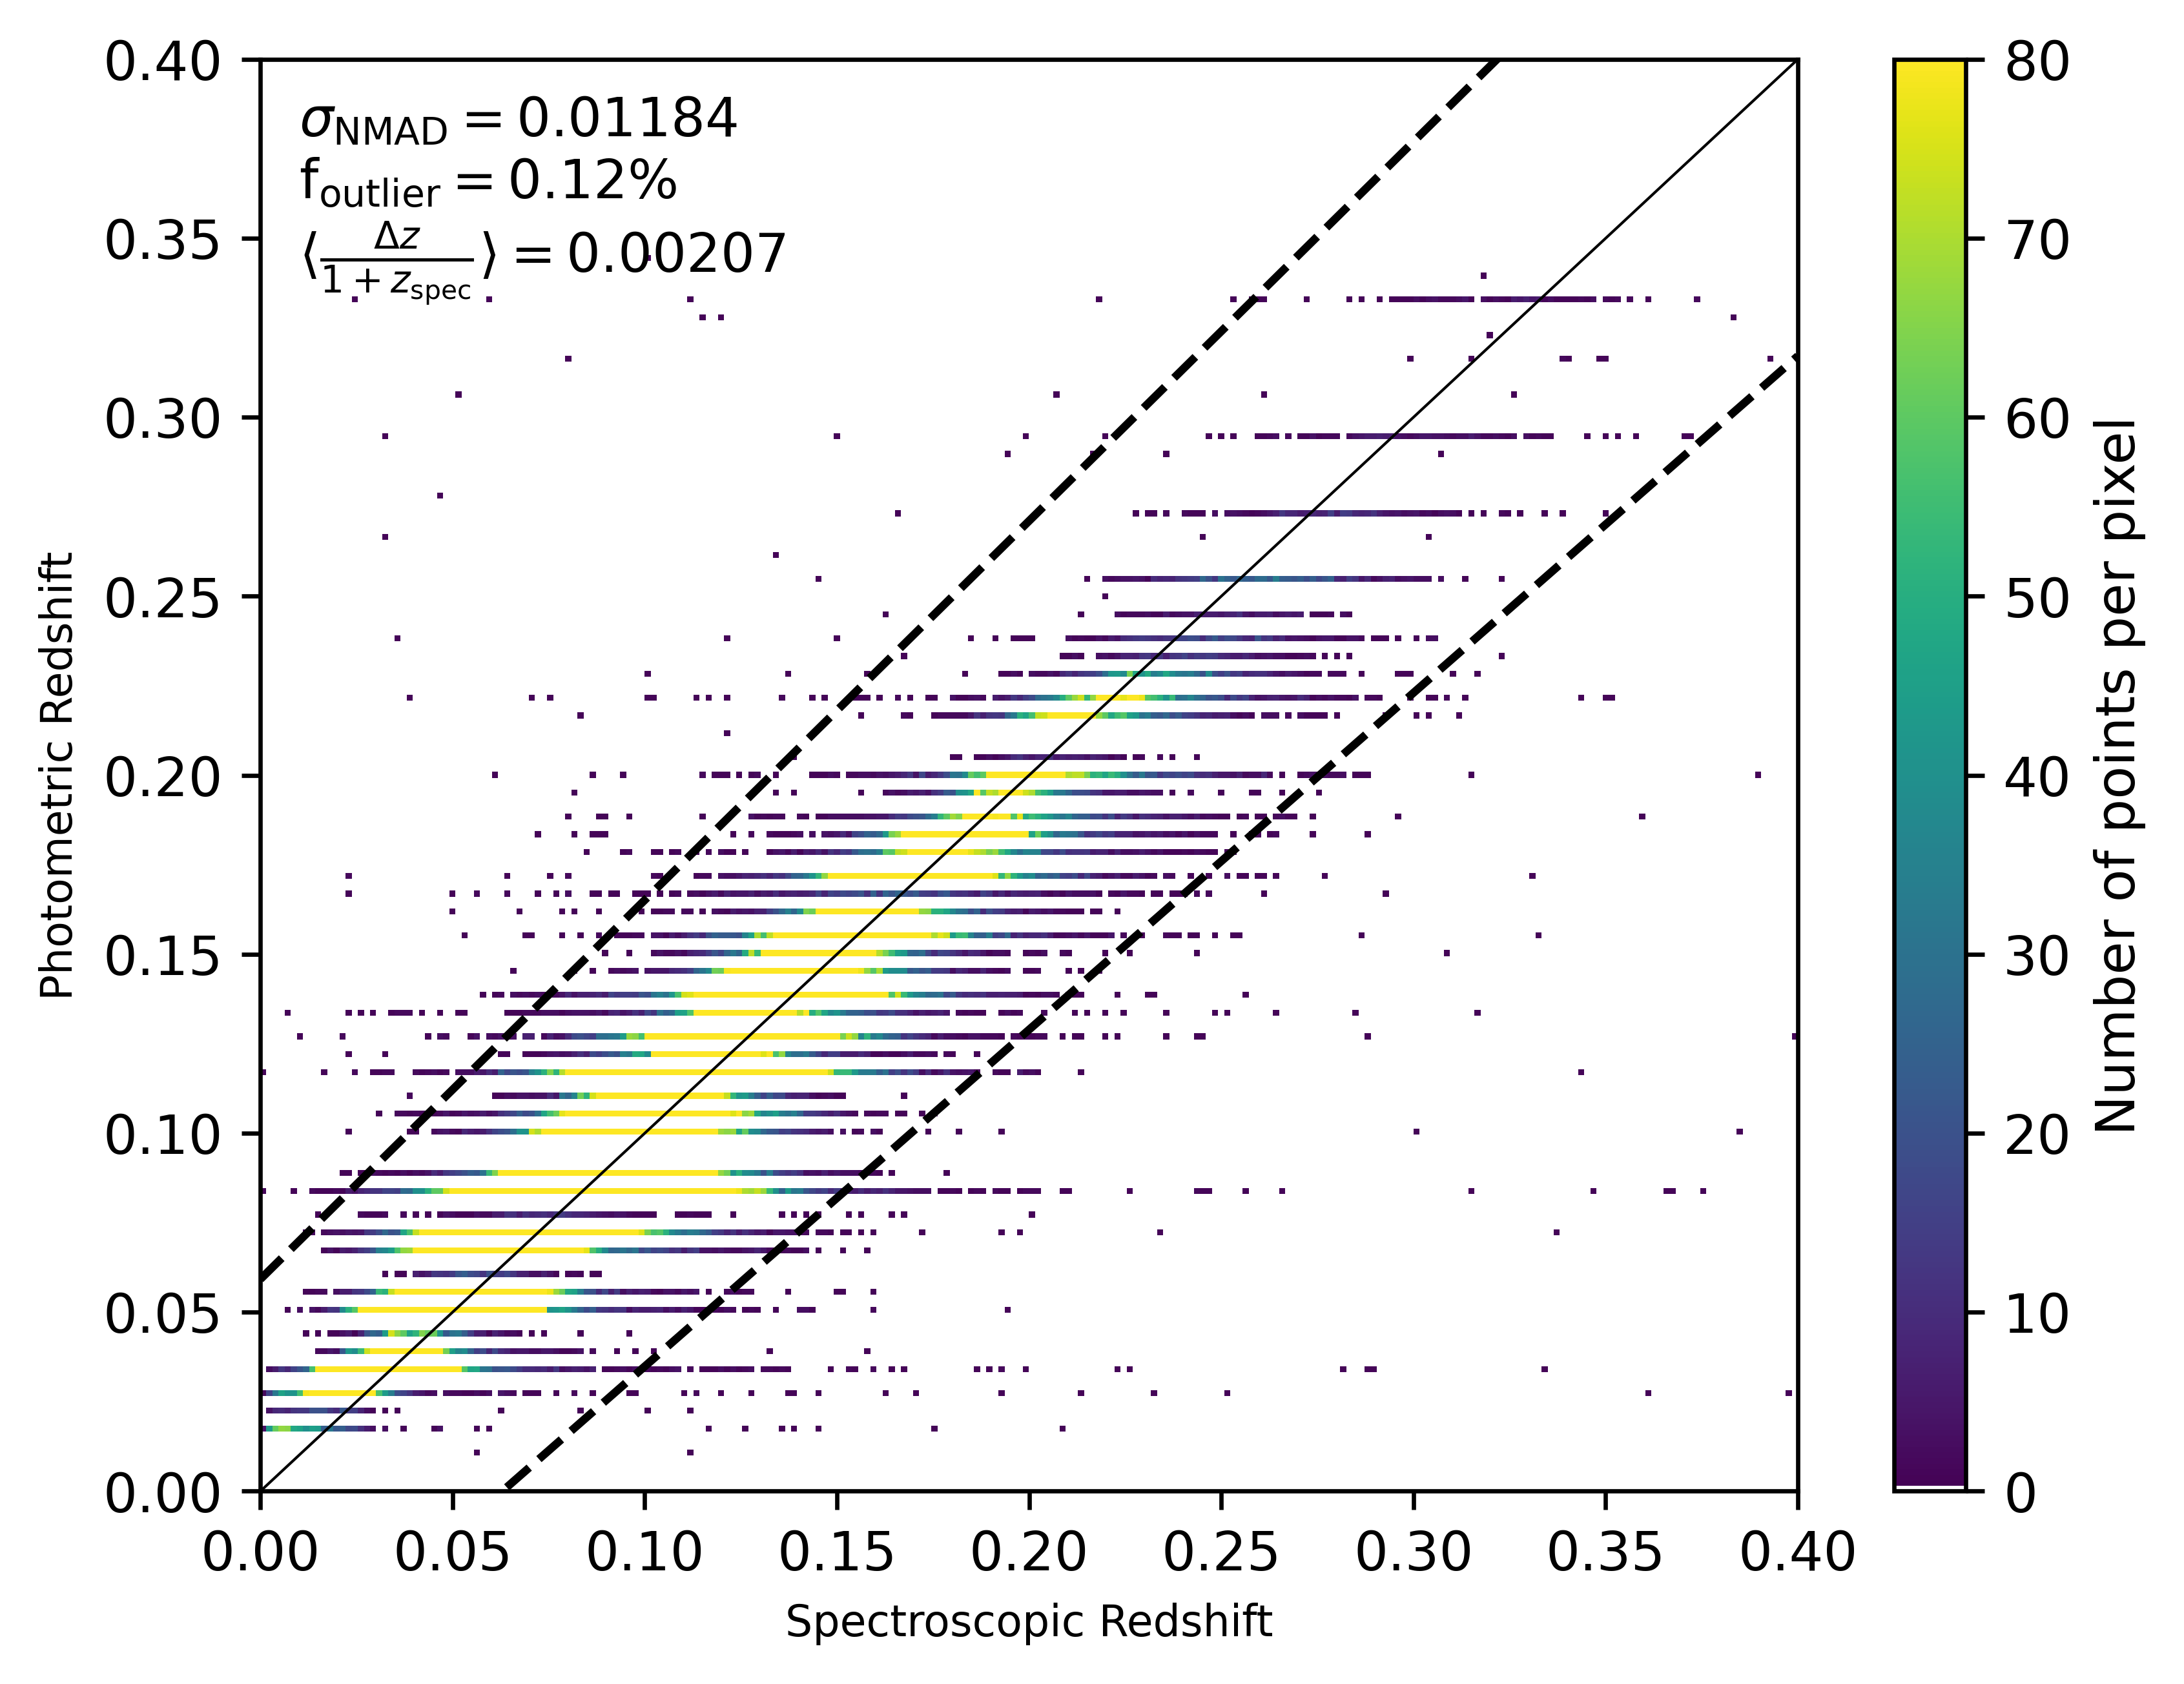 σNMAD = 0.01184
foutlier = 0.12%
⟨Δz / 1 + zspec⟩ = 0.00207
0.40
0.35
0.30
0.25
0.20
0.15
0.10
0.05
0.00
Photometric Redshift
0.00 0.05 0.10 0.15 0.20 0.25 0.30 0.35 0.40
Spectroscopic Redshift
80
70
60
50
40
30
20
10
0
Number of points per pixel